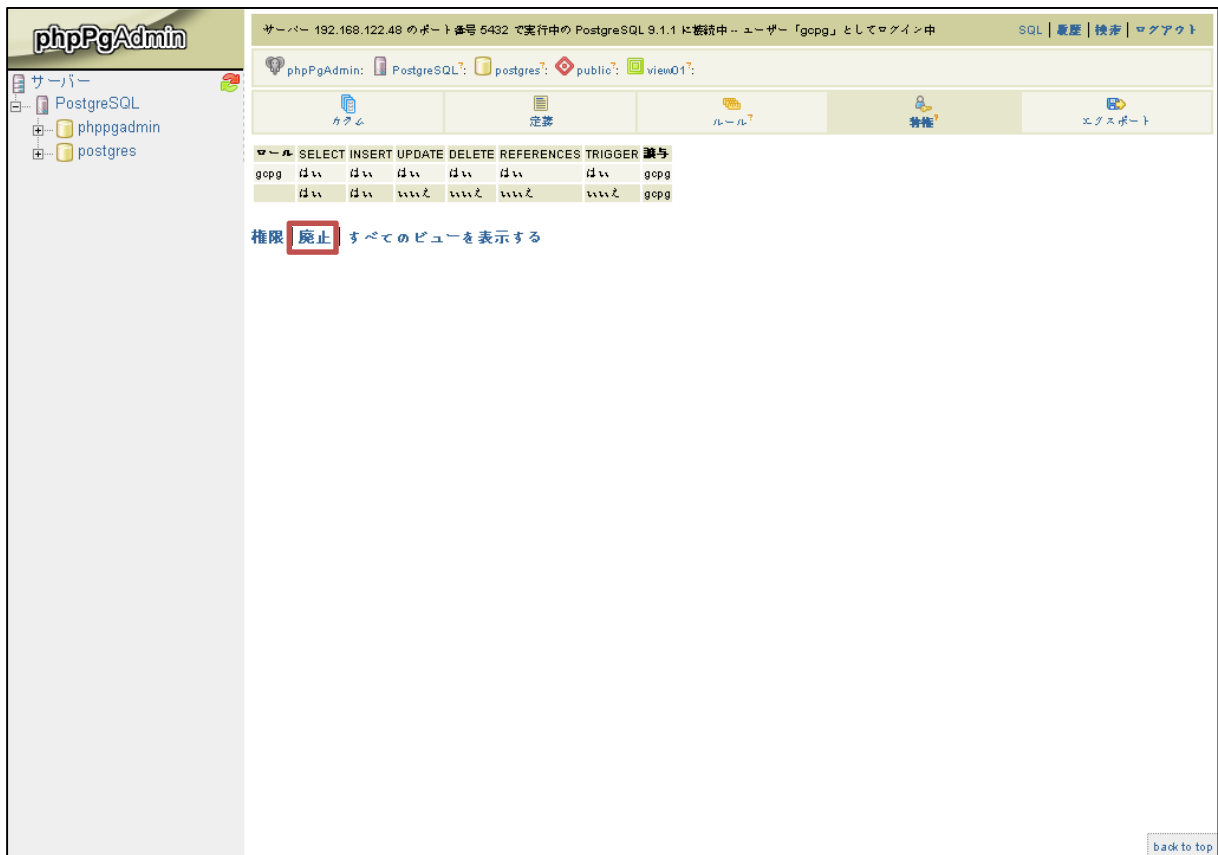 phpPgAdmin
サーバー 192.168.122.48 のポート番号 5432 で実行中の PostgreSQL 9.1.1 に接続中 -- ユーザー「gcpg」としてログイン中
SQL | 履歴 | 検索 | ログアウト
phpPgAdmin: PostgreSQL?: postgres?: public?: view01?:
サーバー
PostgreSQL
phppgadmin
postgres
カラム 定義 ルール? 特権? エクスポート
ロール SELECT INSERT UPDATE DELETE REFERENCES TRIGGER 譲与
gcpg はい はい はい はい はい はい gcpg
はい はい いいえ いいえ いいえ いいえ gcpg
権限 | 廃止 | すべてのビューを表示する
back to top